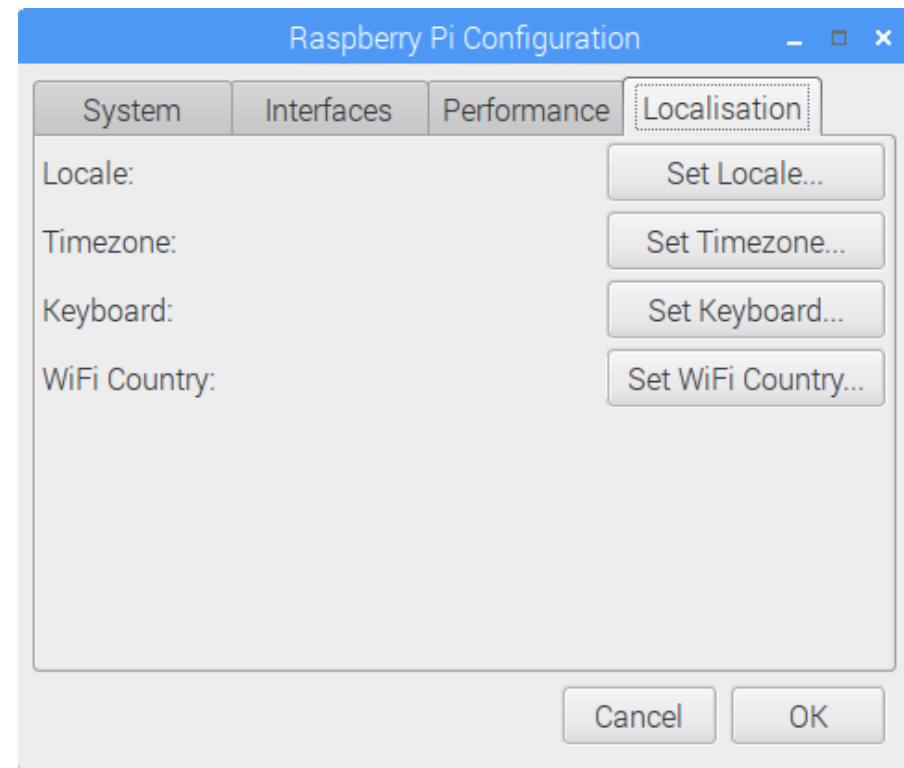 Raspberry Pi Configuration
System Interfaces Performance Localisation
Locale: Set Locale...
Timezone: Set Timezone...
Keyboard: Set Keyboard...
WiFi Country: Set WiFi Country...
Cancel OK